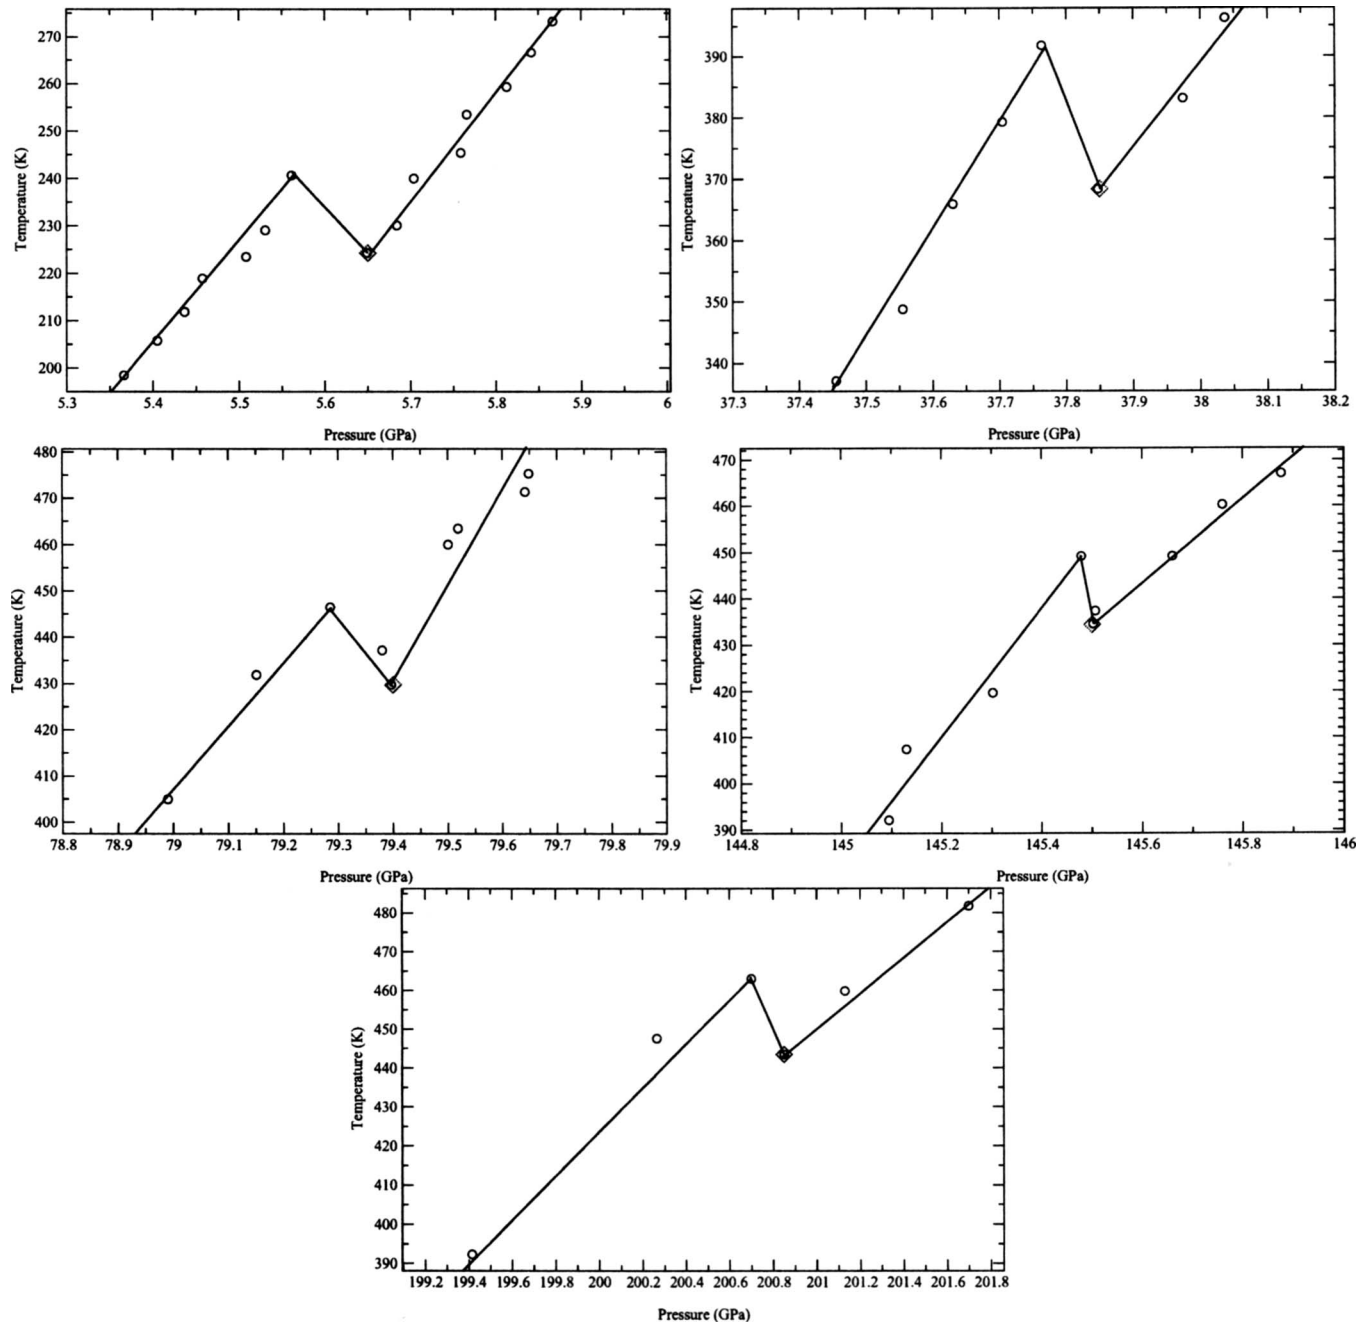 270
260
250
240
230
220
210
200
Temperature (K)
5.3 5.4 5.5 5.6 5.7 5.8 5.9 6
Pressure (GPa)
390
380
370
360
350
340
Temperature (K)
37.3 37.4 37.5 37.6 37.7 37.8 37.9 38 38.1 38.2
Pressure (GPa)
480
470
460
450
440
430
420
410
400
Temperature (K)
78.8 78.9 79 79.1 79.2 79.3 79.4 79.5 79.6 79.7 79.8 79.9
Pressure (GPa)
470
460
450
440
430
420
410
400
390
Temperature (K)
144.8 145 145.2 145.4 145.6 145.8 146
Pressure (GPa)
480
470
460
450
440
430
420
410
400
390
Temperature (K)
199.2 199.4 199.6 199.8 200 200.2 200.4 200.6 200.8 201 201.2 201.4 201.6 201.8
Pressure (GPa)